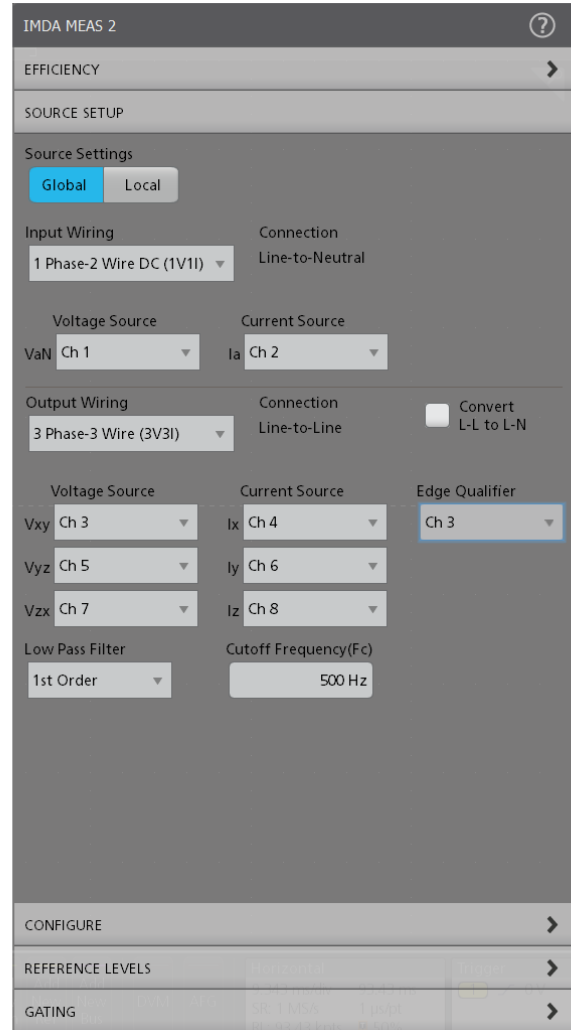 IMDA MEAS 2
?
EFFICIENCY
SOURCE SETUP
Source Settings
Global Local
Input Wiring Connection
1 Phase-2 Wire DC (1V1I) Line-to-Neutral
Voltage Source Current Source
VaN Ch 1 Ia Ch 2
Output Wiring Connection Convert
3 Phase-3 Wire (3V3I) Line-to-Line L-L to L-N
Voltage Source Current Source Edge Qualifier
Vxy Ch 3 Ix Ch 4 Ch 3
Vyz Ch 5 Iy Ch 6
Vzx Ch 7 Iz Ch 8
Low Pass Filter Cutoff Frequency(Fc)
1st Order 500 Hz
CONFIGURE
REFERENCE LEVELS
GATING